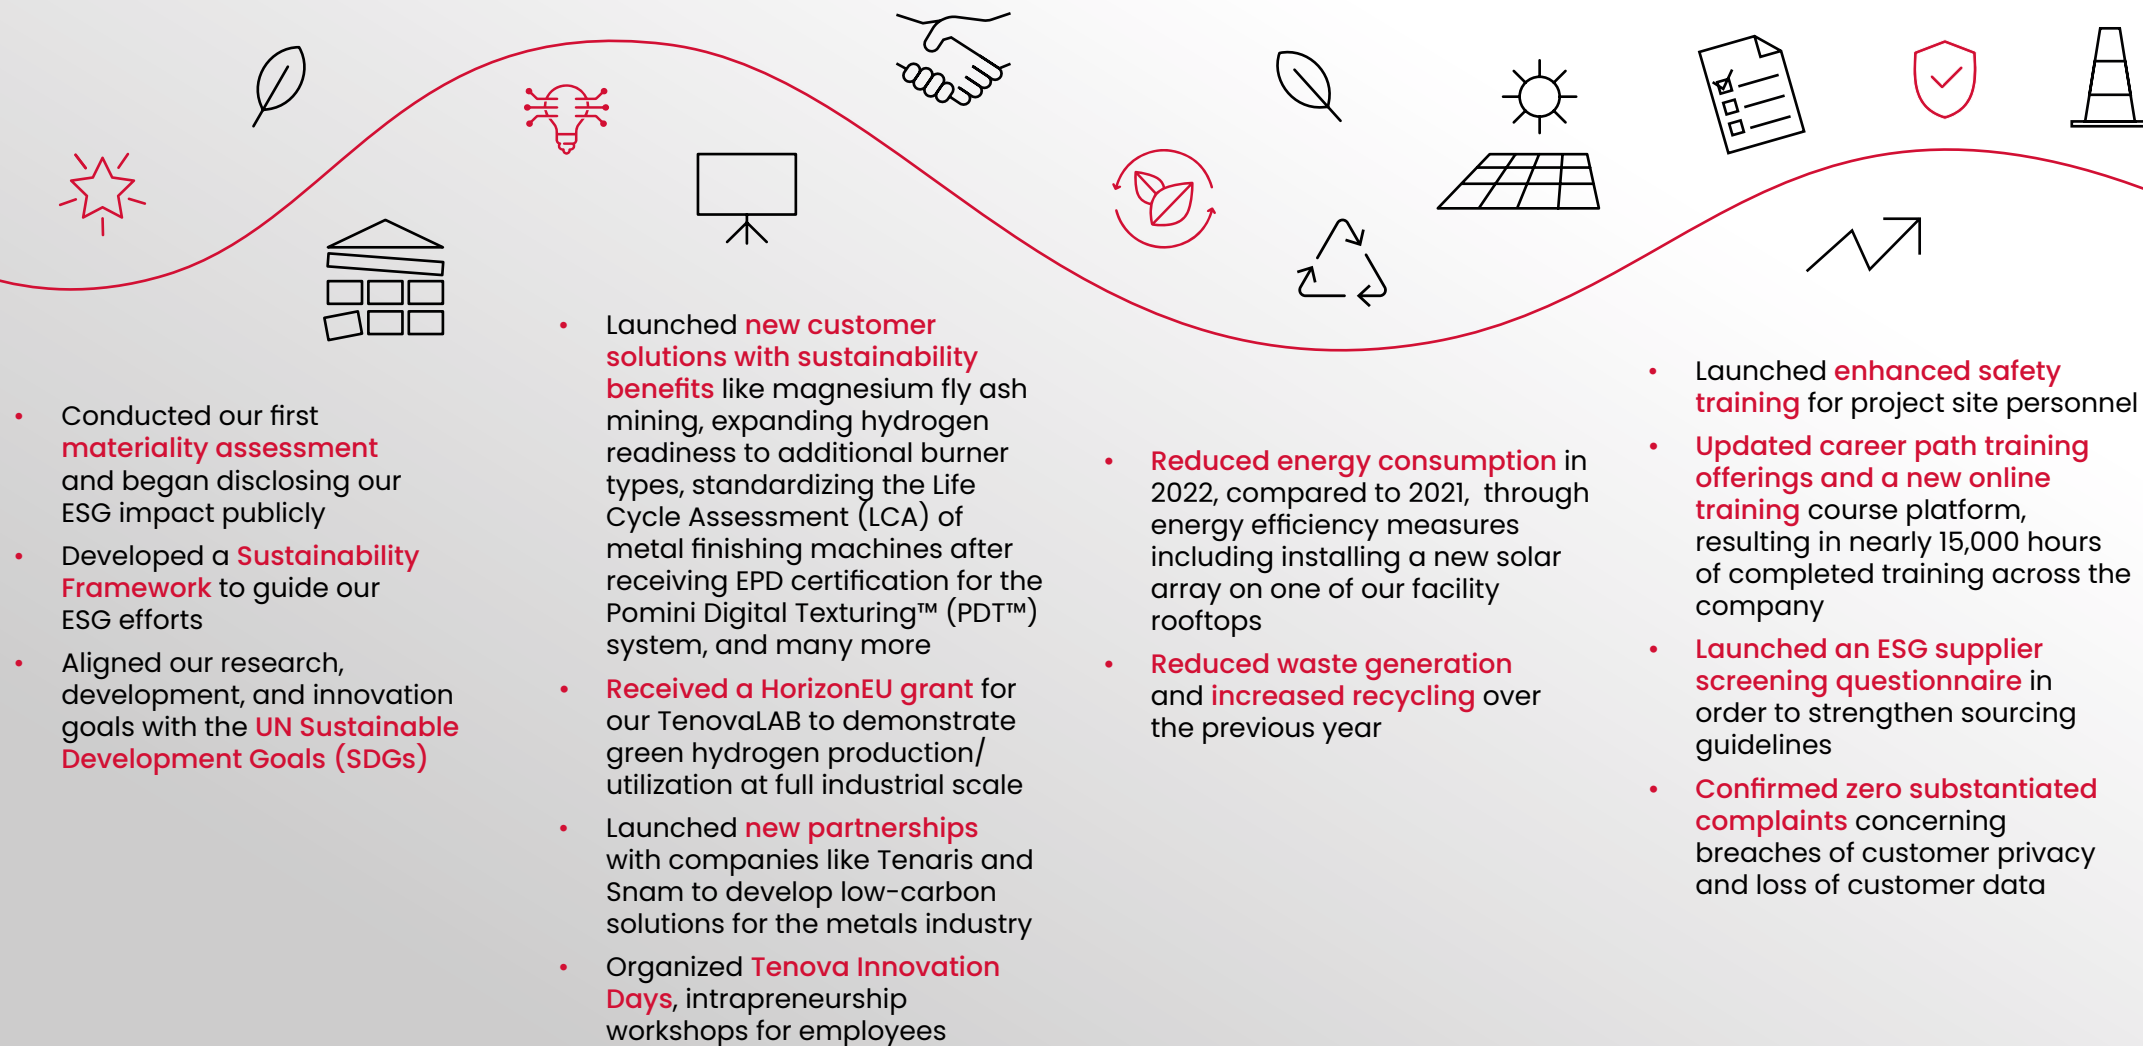 • Conducted our first
materiality assessment
and began disclosing our
ESG impact publicly
• Developed a Sustainability
Framework to guide our
ESG efforts
• Aligned our research,
development, and innovation
goals with the UN Sustainable
Development Goals (SDGs)
• Launched new customer
solutions with sustainability
benefits like magnesium fly ash
mining, expanding hydrogen
readiness to additional burner
types, standardizing the Life
Cycle Assessment (LCA) of
metal finishing machines after
receiving EPD certification for the
Pomini Digital Texturing™ (PDT™)
system, and many more
• Received a HorizonEU grant for
our TenovaLAB to demonstrate
green hydrogen production/
utilization at full industrial scale
• Launched new partnerships
with companies like Tenaris and
Snam to develop low-carbon
solutions for the metals industry
• Organized Tenova Innovation
Days, intrapreneurship
workshops for employees
• Reduced energy consumption in
2022, compared to 2021, through
energy efficiency measures
including installing a new solar
array on one of our facility
rooftops
• Reduced waste generation
and increased recycling over
the previous year
• Launched enhanced safety
training for project site personnel
• Updated career path training
offerings and a new online
training course platform,
resulting in nearly 15,000 hours
of completed training across the
company
• Launched an ESG supplier
screening questionnaire in
order to strengthen sourcing
guidelines
• Confirmed zero substantiated
complaints concerning
breaches of customer privacy
and loss of customer data